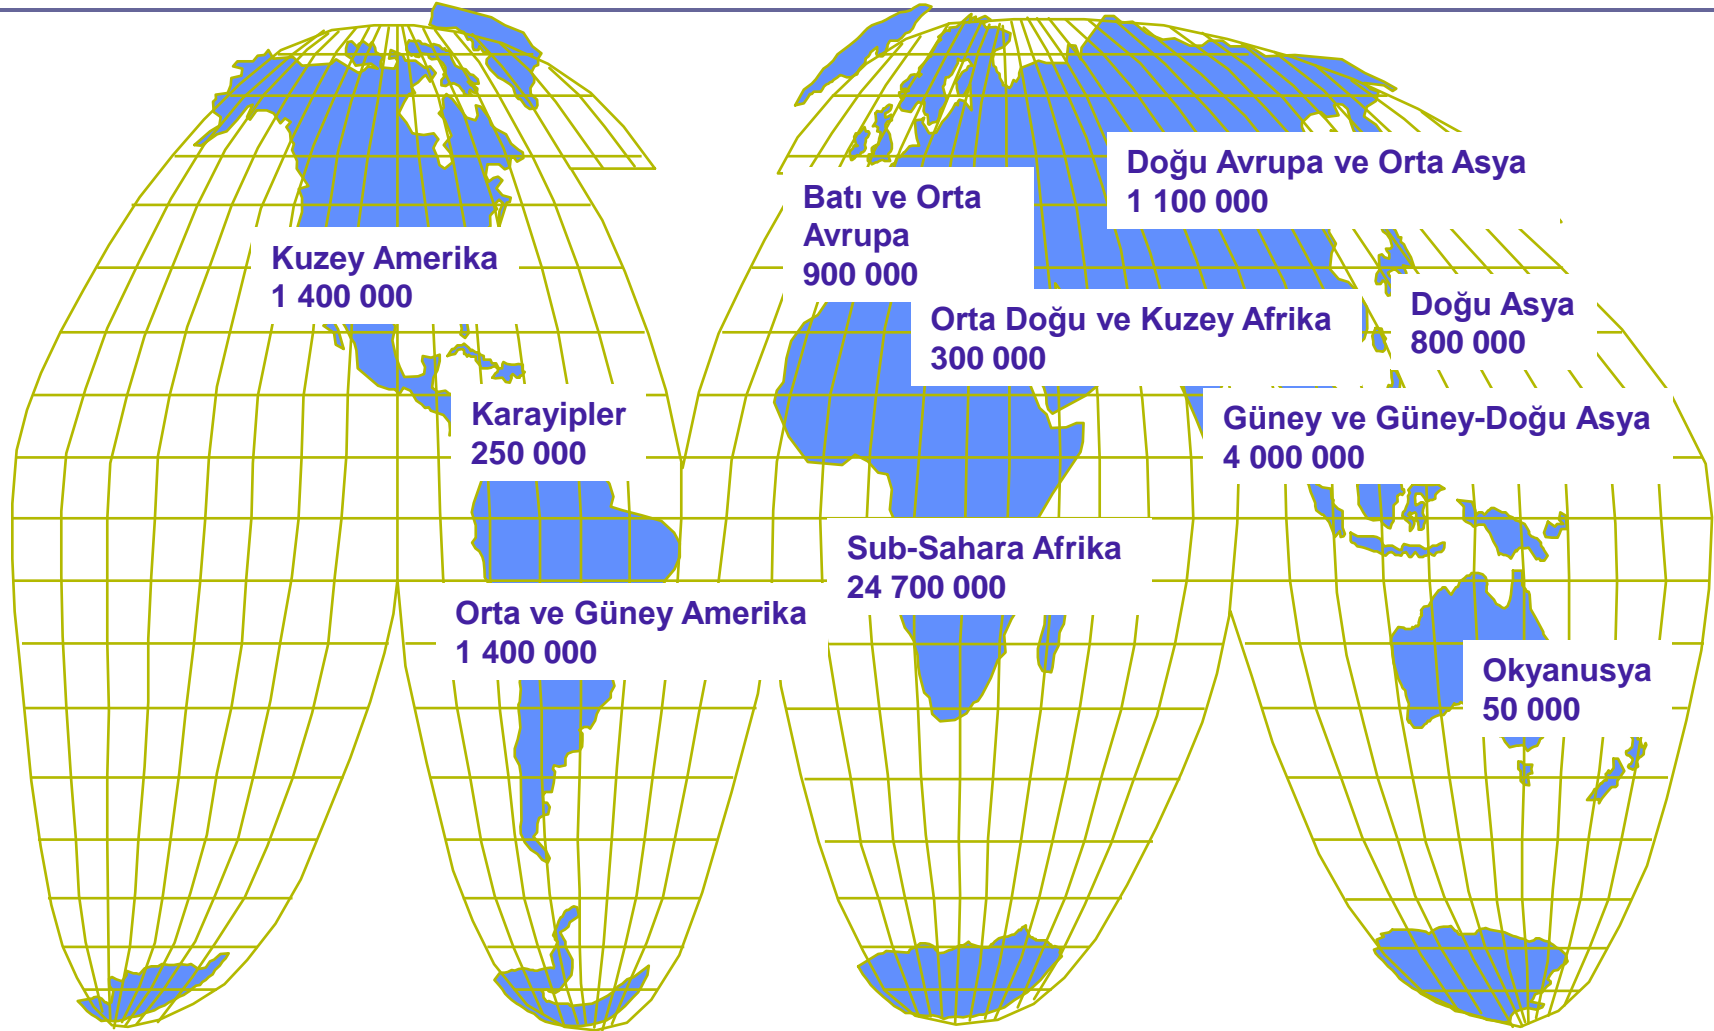 Doğu Avrupa ve Orta Asya
1 100 000
Batı ve Orta
Avrupa
900 000
Kuzey Amerika
1 400 000
Orta Doğu ve Kuzey Afrika
300 000
Doğu Asya
800 000
Karayipler
250 000
Güney ve Güney-Doğu Asya
4 000 000
Sub-Sahara Afrika
24 700 000
Orta ve Güney Amerika
1 400 000
Okyanusya
50 000